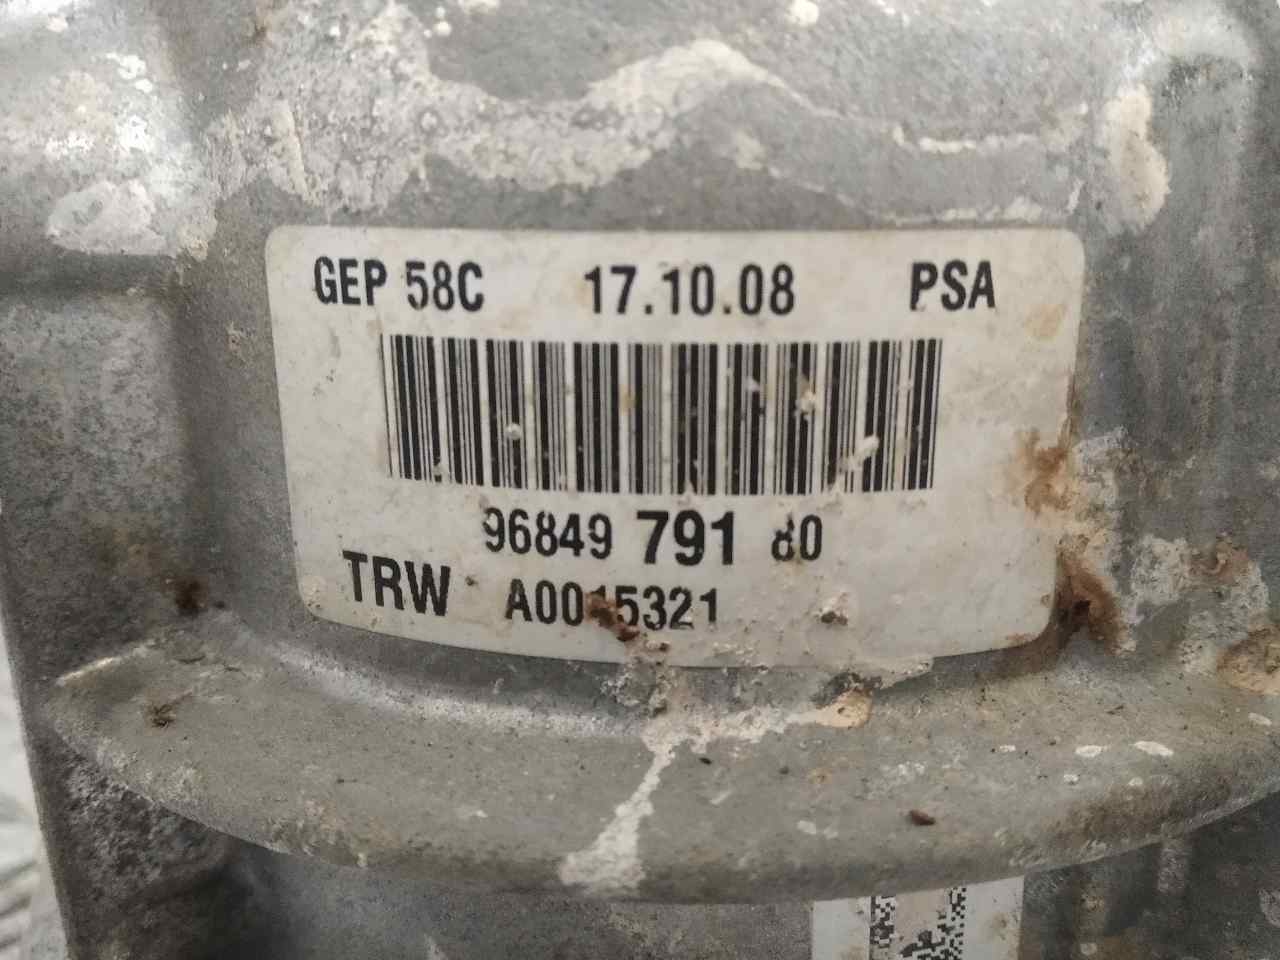 GEP 58C 17.10.08 PSA
96849 791 80
TRW A0015321